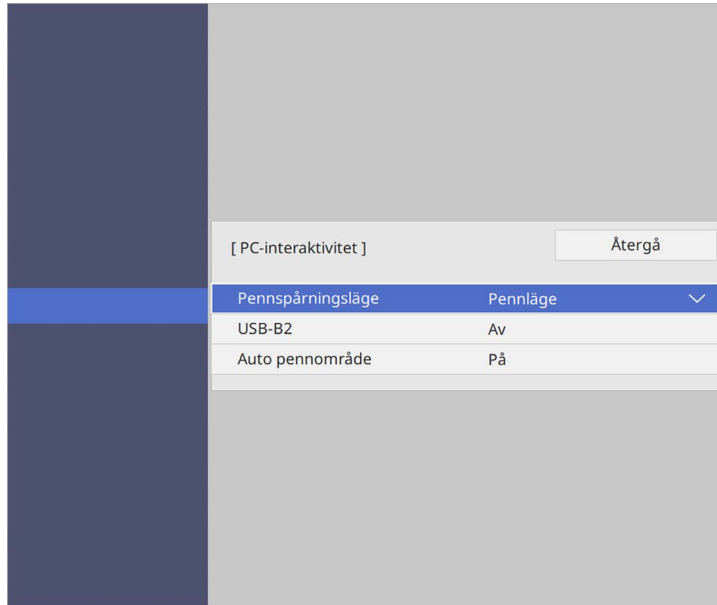 [ PC-interaktivitet ] Återgå
Pennspårningsläge Pennläge
USB-B2 Av
Auto pennområde På